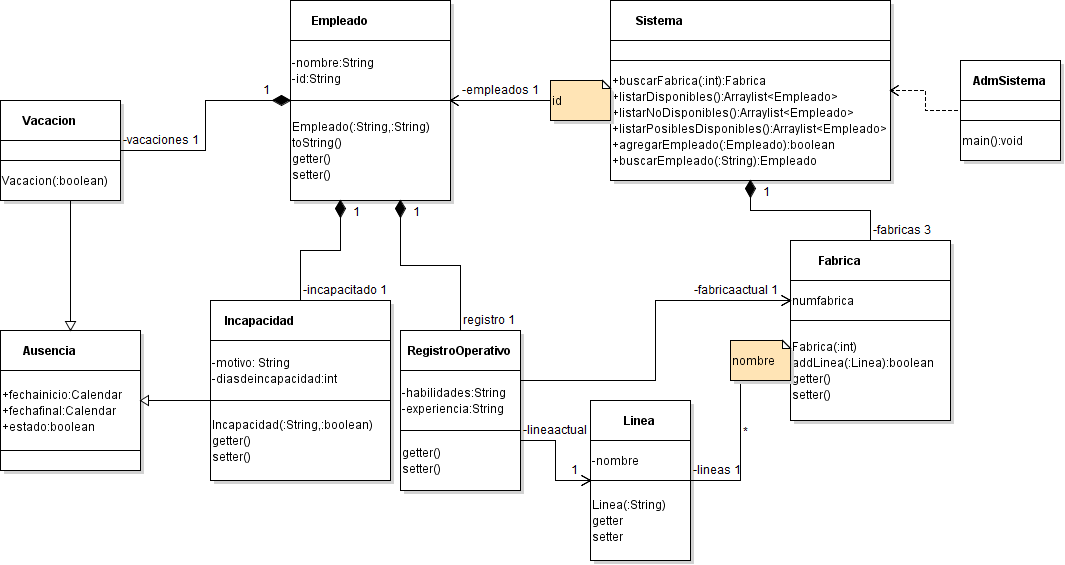 Empleado
-nombre:String
-id:String
Empleado(:String,:String)
toString()
getter()
setter()
Sistema
+buscarFabrica(:int):Fabrica
+listarDisponibles():Arraylist<Empleado>
+listarNoDisponibles():Arraylist<Empleado>
+listarPosiblesDisponibles():Arraylist<Empleado>
+agregarEmpleado(:Empleado):boolean
+buscarEmpleado(:String):Empleado
AdmSistema
main():void
-empleados 1
id
1
-vacaciones 1
Vacacion
Vacacion(:boolean)
1
1
1
-fabricas 3
-incapacitado 1
registro 1
-fabricaactual 1
Fabrica
numfabrica
Fabrica(:int)
addLinea(:Linea):boolean
getter()
setter()
nombre
Ausencia
+fechainicio:Calendar
+fechafinal:Calendar
+estado:boolean
Incapacidad
-motivo: String
-diasdeincapacidad:int
Incapacidad(:String,:boolean)
getter()
setter()
RegistroOperativo
-habilidades:String
-experiencia:String
getter()
setter()
-lineaactual
1
Linea
-nombre
Linea(:String)
getter
setter
-lineas 1
*